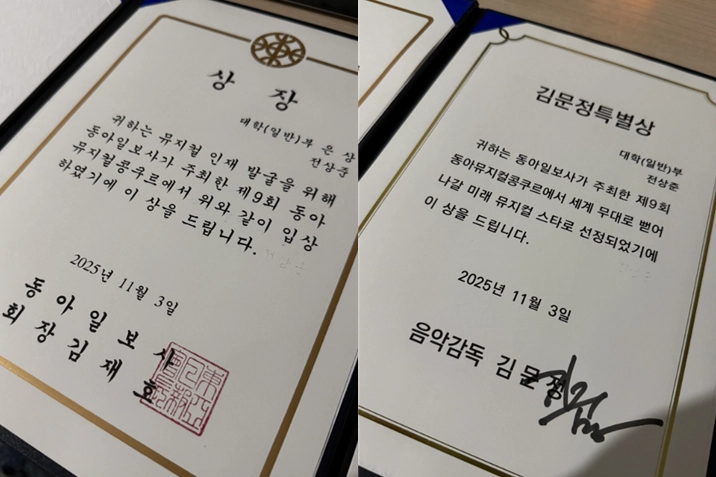 상 장
대학(일반)부 은 상
전상준
귀하는 뮤지컬 인재 발굴을 위해
동아일보사가 주최한 제9회 동아
뮤지컬콩쿠르에서 위와 같이 입상
하였기에 이 상을 드립니다.
2025년 11월 3일
동 아 일 보 사
회 장 김 재 호
김문정특별상
대학(일반)부
전상준
귀하는 동아일보사가 주최한 제9회
동아뮤지컬콩쿠르에서 세계 무대로 뻗어
나갈 미래 뮤지컬 스타로 선정되었기에
이 상을 드립니다.
2025년 11월 3일
음악감독 김 문 정